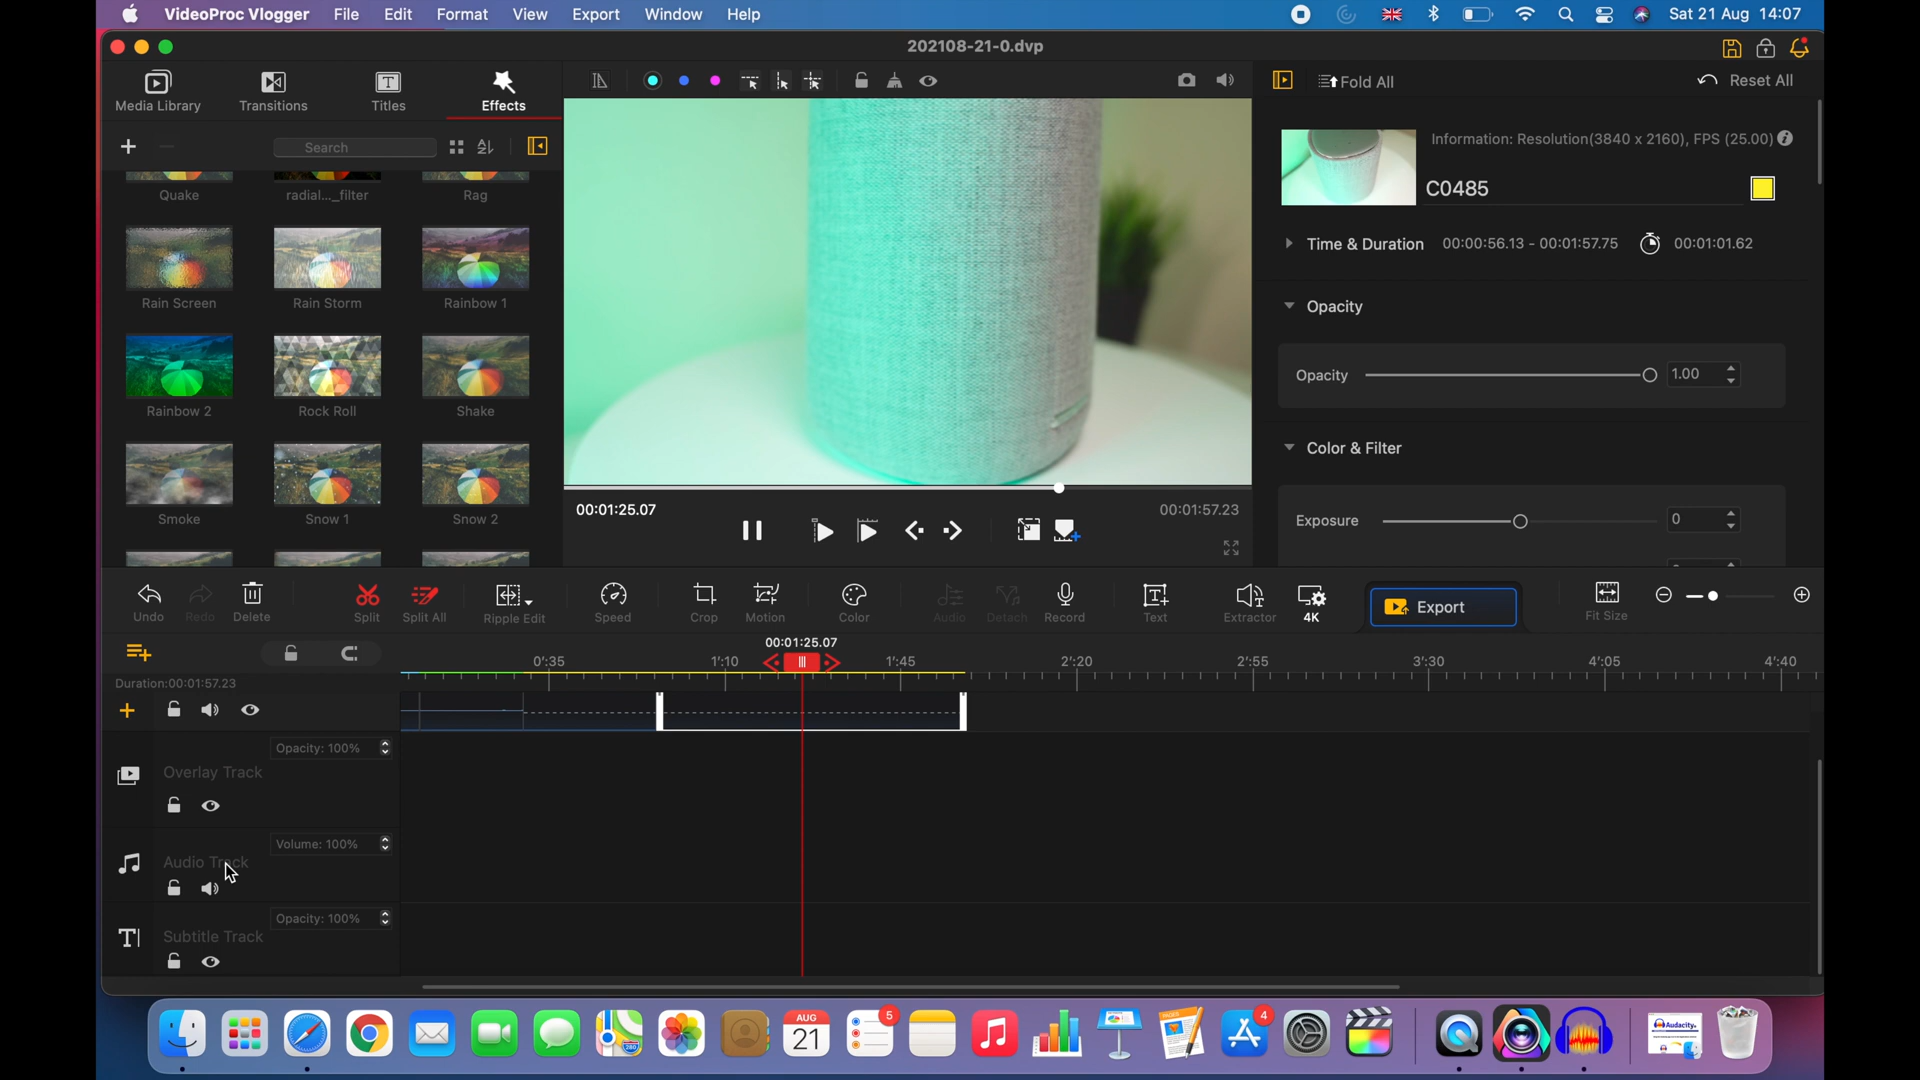 VideoProc Vlogger File Edit Format View Export Window Help Sat 21 Aug 14:07
202108-21-0.dvp
Media Library Transitions Titles Effects
Fold All Reset All
Search
Information: Resolution(3840 x 2160), FPS (25.00)
C0485
Quake radial..._filter Rag
Time & Duration 00:00:56.13 - 00:01:57.75 00:01:01.62
Rain Screen Rain Storm Rainbow 1
Opacity
Opacity 1.00
Rainbow 2 Rock Roll Shake
Color & Filter
Smoke Snow 1 Snow 2
00:01:25.07 00:01:57.23
Exposure 0
Undo Redo Delete Split Split All Ripple Edit Speed Crop Motion Color Audio Detach Record Text Extractor 4K Export Fit Size
00:01:25.07
0':35 1':10 1':45 2':20 2':55 3':30 4':05 4':40
Duration:00:01:57.23
Opacity: 100%
Overlay Track
Volume: 100%
Audio Track
Opacity: 100%
Subtitle Track
AUG
21
5
4
280
Audacity